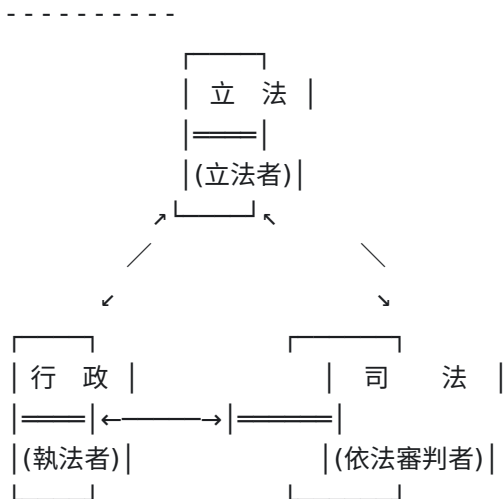 - - - - - - - - - -
┌────┐
│ 立　法 │
│════│
│(立法者)│
↗└────┘↖
／　　　　　　　　＼
↙　　　　　　　　　　↘
┌────┐　　　　　　　┌──────┐
│ 行　政 │　　　　　　　│　司　　法　│
│════│←────→│══════│
│(執法者)│　　　　　　　│(依法審判者)│
└────┘　　　　　　　└──────┘